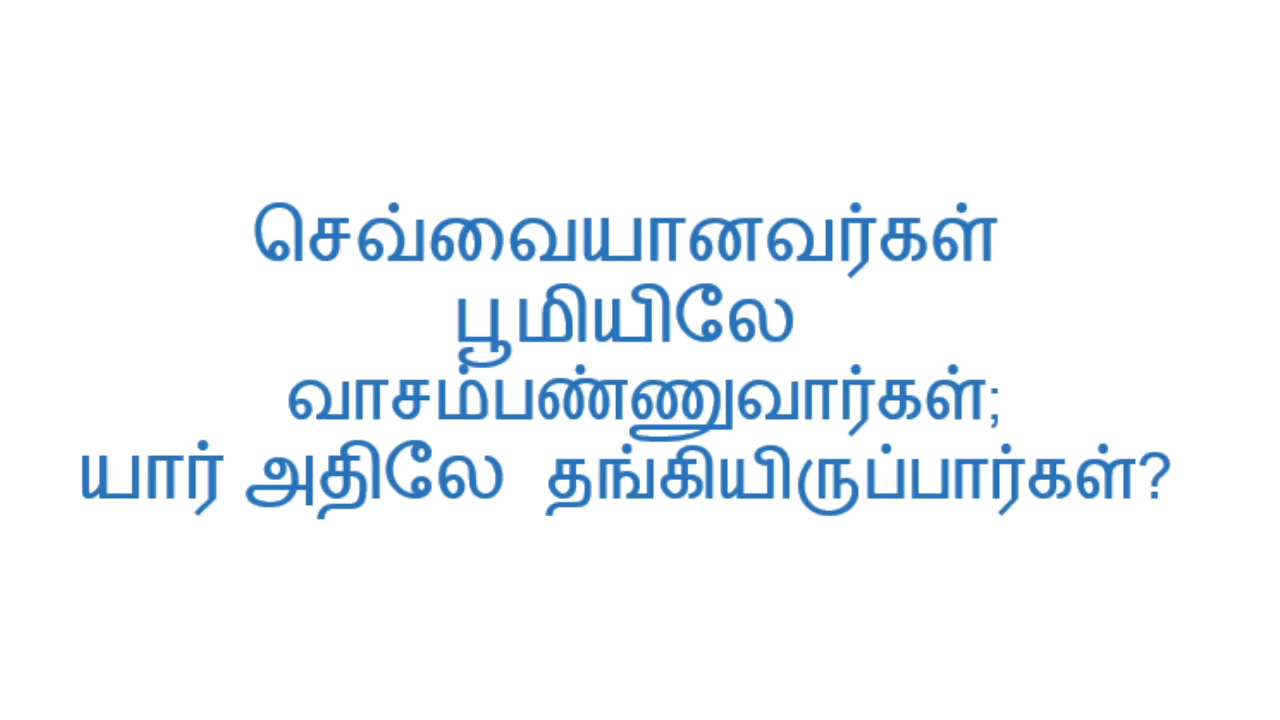 செவ்வையானவர்கள்
பூமியிலே
வாசம்பண்ணுவார்கள்;
யார் அதிலே தங்கியிருப்பார்கள்?